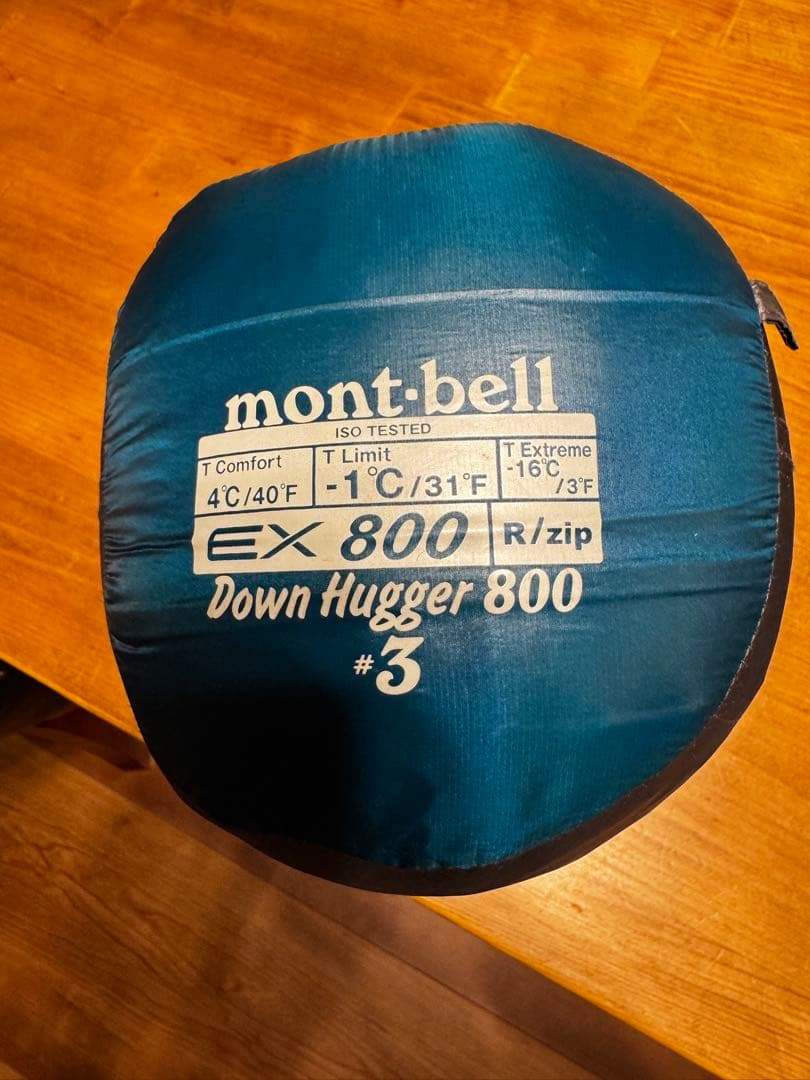 mont·bell
ISO TESTED
T Comfort
4℃/40°F
T Limit
-1℃/31°F
T Extreme
-16℃
/3°F
EX 800
R/zip
Down Hugger 800
#3